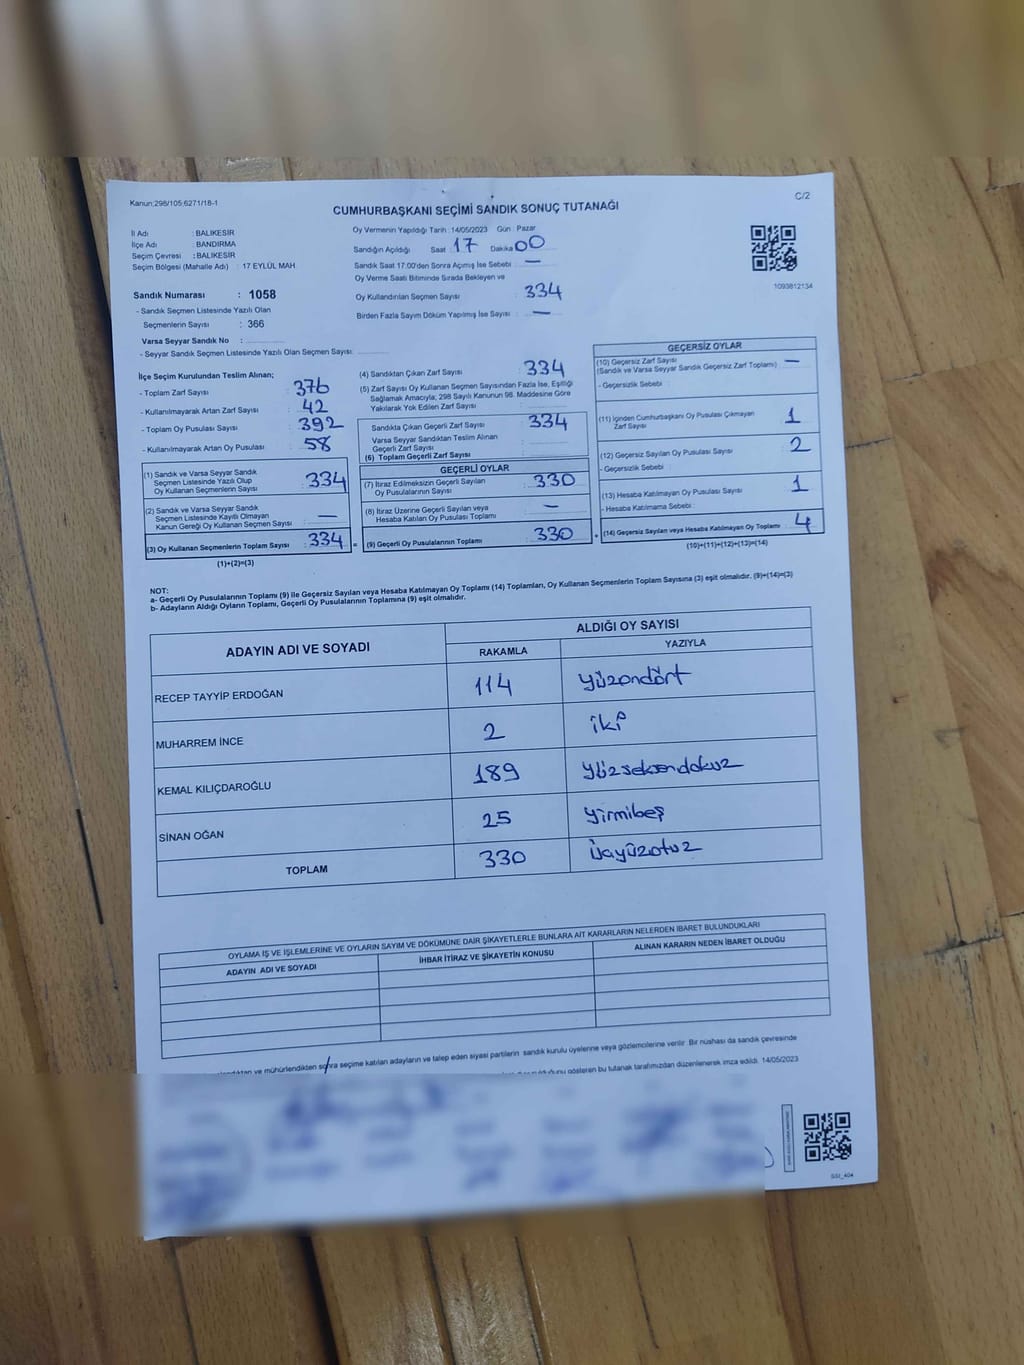 Kanun;298/105;6271/18-1
C/2
CUMHURBAŞKANI SEÇİMİ SANDIK SONUÇ TUTANAĞI
İl Adı : BALIKESİR
İlçe Adı : BANDIRMA
Seçim Çevresi : BALIKESİR
Seçim Bölgesi (Mahalle Adı) : 17 EYLÜL MAH.
Sandık Numarası : 1058
- Sandık Seçmen Listesinde Yazılı Olan
Seçmenlerin Sayısı : 366
Varsa Seyyar Sandık No :
- Seyyar Sandık Seçmen Listesinde Yazılı Olan Seçmen Sayısı:
Oy Vermenin Yapıldığı Tarih :14/05/2023 Gün : Pazar
Sandığın Açıldığı Saat 17 Dakika 00
Sandık Saat 17.00'den Sonra Açımış İse Sebebi : —
Oy Verme Saati Bitiminde Sırada Bekleyen ve
Oy Kullandırılan Seçmen Sayısı : 334
Birden Fazla Sayım Döküm Yapılmış İse Sayısı : —
1093812134
İlçe Seçim Kurulundan Teslim Alınan;
- Toplam Zarf Sayısı : 376
- Kullanılmayarak Artan Zarf Sayısı : 42
- Toplam Oy Pusulası Sayısı : 392
- Kullanılmayarak Artan Oy Pusulası : 58
(1) Sandık ve Varsa Seyyar Sandık
Seçmen Listesinde Yazılı Olup
Oy Kullanan Seçmenlerin Sayısı : 334
(2) Sandık ve Varsa Seyyar Sandık
Seçmen Listesinde Kayıtlı Olmayan
Kanun Gereği Oy Kullanan Seçmen Sayısı : —
(3) Oy Kullanan Seçmenlerin Toplam Sayısı : 334
(1)+(2)=(3)
(4) Sandıktan Çıkan Zarf Sayısı : 334
(5) Zarf Sayısı Oy Kullanan Seçmen Sayısından Fazla İse, Eşitliği
Sağlamak Amacıyla; 298 Sayılı Kanunun 98. Maddesine Göre
Yakılarak Yok Edilen Zarf Sayısı :
Sandıkta Çıkan Geçerli Zarf Sayısı : 334
Varsa Seyyar Sandıktan Teslim Alınan
Geçerli Zarf Sayısı :
(6) Toplam Geçerli Zarf Sayısı :
GEÇERLİ OYLAR
(7) İtiraz Edilmeksizin Geçerli Sayılan
Oy Pusulalarının Sayısı : 330
(8) İtiraz Üzerine Geçerli Sayılan veya
Hesaba Katılan Oy Pusulası Toplamı : —
= (9) Geçerli Oy Pusulalarının Toplamı : 330
GEÇERSİZ OYLAR
(10) Geçersiz Zarf Sayısı : —
(Sandık ve Varsa Seyyar Sandık Geçersiz Zarf Toplamı)
- Geçersizlik Sebebi :
(11) İçinden Cumhurbaşkanı Oy Pusulası Çıkmayan
Zarf Sayısı : 1
(12) Geçersiz Sayılan Oy Pusulası Sayısı : 2
- Geçersizlik Sebebi :
(13) Hesaba Katılmayan Oy Pusulası Sayısı : 1
- Hesaba Katılmama Sebebi :
+ (14) Geçersiz Sayılan veya Hesaba Katılmayan Oy Toplamı : 4
(10)+(11)+(12)+(13)=(14)
NOT:
a- Geçerli Oy Pusulalarının Toplamı (9) ile Geçersiz Sayılan veya Hesaba Katılmayan Oy Toplamı (14) Toplamları, Oy Kullanan Seçmenlerin Toplam Sayısına (3) eşit olmalıdır. (9)+(14)=(3)
b- Adayların Aldığı Oyların Toplamı, Geçerli Oy Pusulalarının Toplamına (9) eşit olmalıdır.
ADAYIN ADI VE SOYADI
ALDIĞI OY SAYISI
RAKAMLA YAZIYLA
RECEP TAYYİP ERDOĞAN 114 yüzondört
MUHARREM İNCE 2 iki
KEMAL KILIÇDAROĞLU 189 yüzseksendokuz
SİNAN OĞAN 25 yirmibeş
TOPLAM 330 üçyüzotuz
OYLAMA İŞ VE İŞLEMLERİNE VE OYLARIN SAYIM VE DÖKÜMÜNE DAİR ŞİKAYETLERLE BUNLARA AİT KARARLARIN NELERDEN İBARET BULUNDUKLARI
ADAYIN ADI VE SOYADI İHBAR İTİRAZ VE ŞİKAYETİN KONUSU ALINAN KARARIN NEDEN İBARET OLDUĞU
ve mühürlendikten sonra seçime katılan adayların ve talep eden siyasi partilerin sandık kurulu üyelerine veya gözlemcilerine verilir. Bir nüshası da sandık çevresinde
gösteren bu tutanak tarafımızdan düzenlenerek imza edildi. 14/05/2023
GSI_404